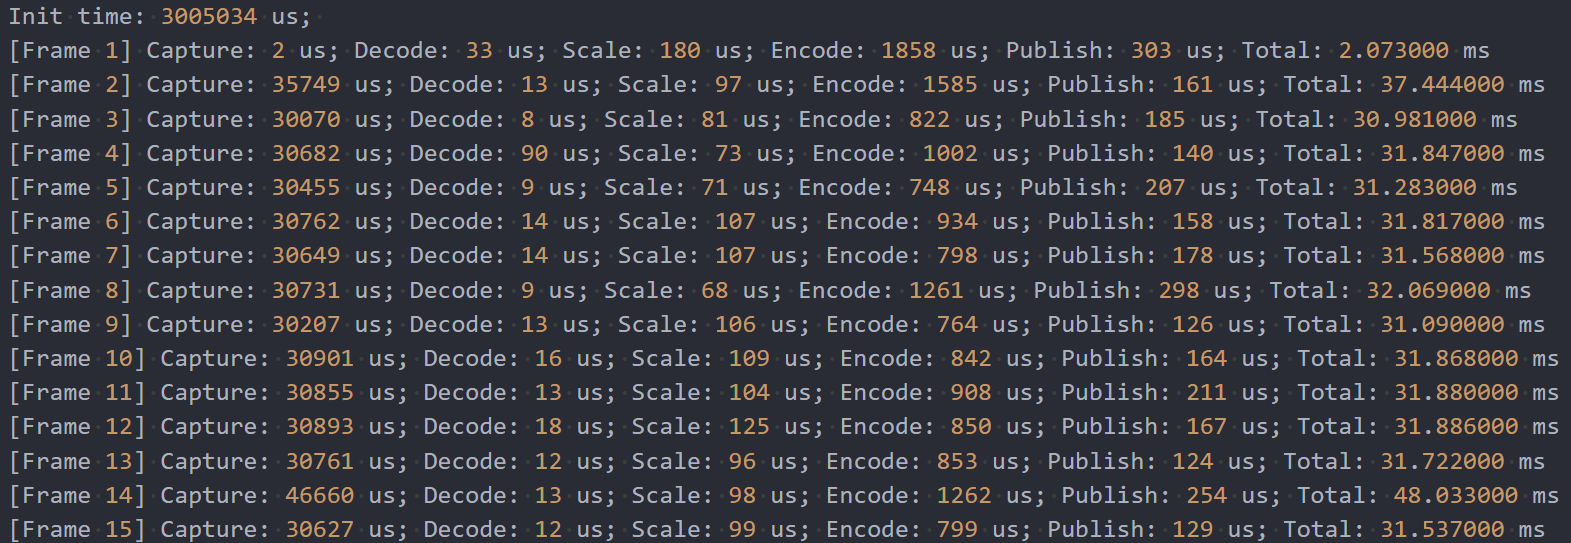 Init time: 3005034 us;
[Frame 1] Capture: 2 us; Decode: 33 us; Scale: 180 us; Encode: 1858 us; Publish: 303 us; Total: 2.073000 ms
[Frame 2] Capture: 35749 us; Decode: 13 us; Scale: 97 us; Encode: 1585 us; Publish: 161 us; Total: 37.444000 ms
[Frame 3] Capture: 30070 us; Decode: 8 us; Scale: 81 us; Encode: 822 us; Publish: 185 us; Total: 30.981000 ms
[Frame 4] Capture: 30682 us; Decode: 90 us; Scale: 73 us; Encode: 1002 us; Publish: 140 us; Total: 31.847000 ms
[Frame 5] Capture: 30455 us; Decode: 9 us; Scale: 71 us; Encode: 748 us; Publish: 207 us; Total: 31.283000 ms
[Frame 6] Capture: 30762 us; Decode: 14 us; Scale: 107 us; Encode: 934 us; Publish: 158 us; Total: 31.817000 ms
[Frame 7] Capture: 30649 us; Decode: 14 us; Scale: 107 us; Encode: 798 us; Publish: 178 us; Total: 31.568000 ms
[Frame 8] Capture: 30731 us; Decode: 9 us; Scale: 68 us; Encode: 1261 us; Publish: 298 us; Total: 32.069000 ms
[Frame 9] Capture: 30207 us; Decode: 13 us; Scale: 106 us; Encode: 764 us; Publish: 126 us; Total: 31.090000 ms
[Frame 10] Capture: 30901 us; Decode: 16 us; Scale: 109 us; Encode: 842 us; Publish: 164 us; Total: 31.868000 ms
[Frame 11] Capture: 30855 us; Decode: 13 us; Scale: 104 us; Encode: 908 us; Publish: 211 us; Total: 31.880000 ms
[Frame 12] Capture: 30893 us; Decode: 18 us; Scale: 125 us; Encode: 850 us; Publish: 167 us; Total: 31.886000 ms
[Frame 13] Capture: 30761 us; Decode: 12 us; Scale: 96 us; Encode: 853 us; Publish: 124 us; Total: 31.722000 ms
[Frame 14] Capture: 46660 us; Decode: 13 us; Scale: 98 us; Encode: 1262 us; Publish: 254 us; Total: 48.033000 ms
[Frame 15] Capture: 30627 us; Decode: 12 us; Scale: 99 us; Encode: 799 us; Publish: 129 us; Total: 31.537000 ms